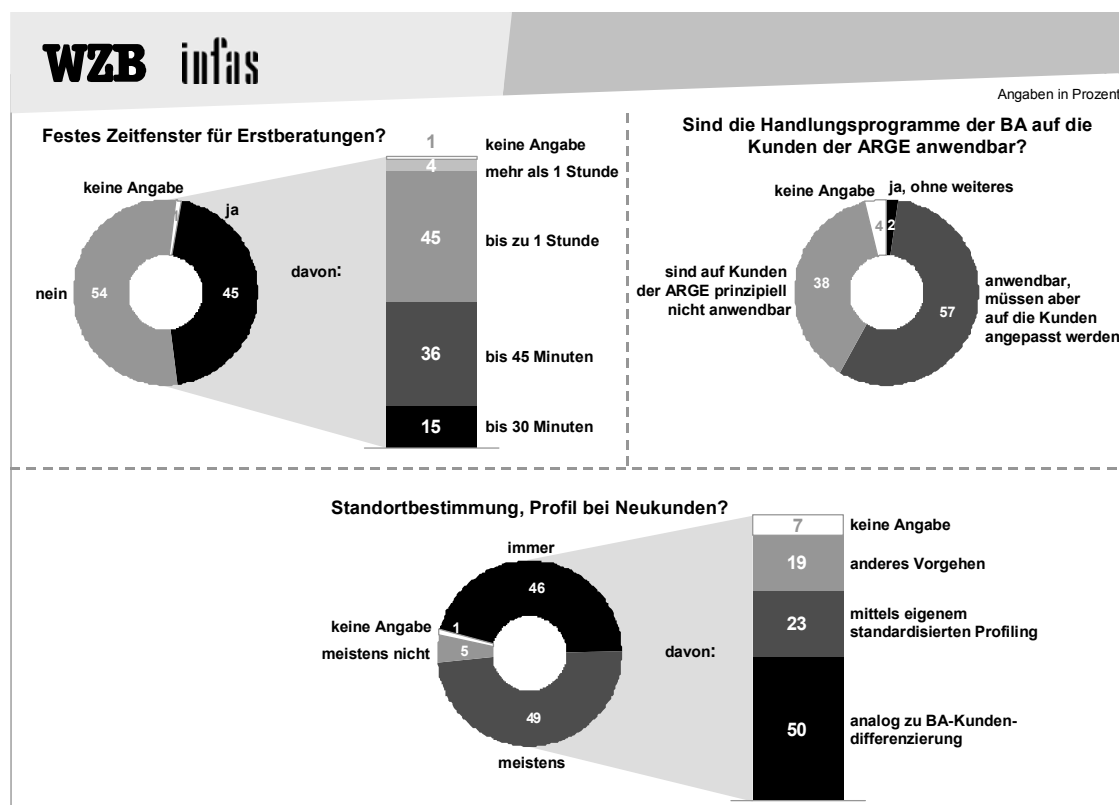 WZB infas
Angaben in Prozent
Festes Zeitfenster für Erstberatungen?
keine Angabe
1
ja
nein
54
45
davon:
1
keine Angabe
4
mehr als 1 Stunde
45
bis zu 1 Stunde
36
bis 45 Minuten
15
bis 30 Minuten
Sind die Handlungsprogramme der BA auf die
Kunden der ARGE anwendbar?
keine Angabe
ja, ohne weiteres
4
2
sind auf Kunden
der ARGE prinzipiell
nicht anwendbar
38
57
anwendbar,
müssen aber
auf die Kunden
angepasst werden
Standortbestimmung, Profil bei Neukunden?
immer
46
keine Angabe
1
meistens nicht
5
49
meistens
davon:
7
keine Angabe
19
anderes Vorgehen
23
mittels eigenem
standardisierten Profiling
50
analog zu BA-Kunden-
differenzierung